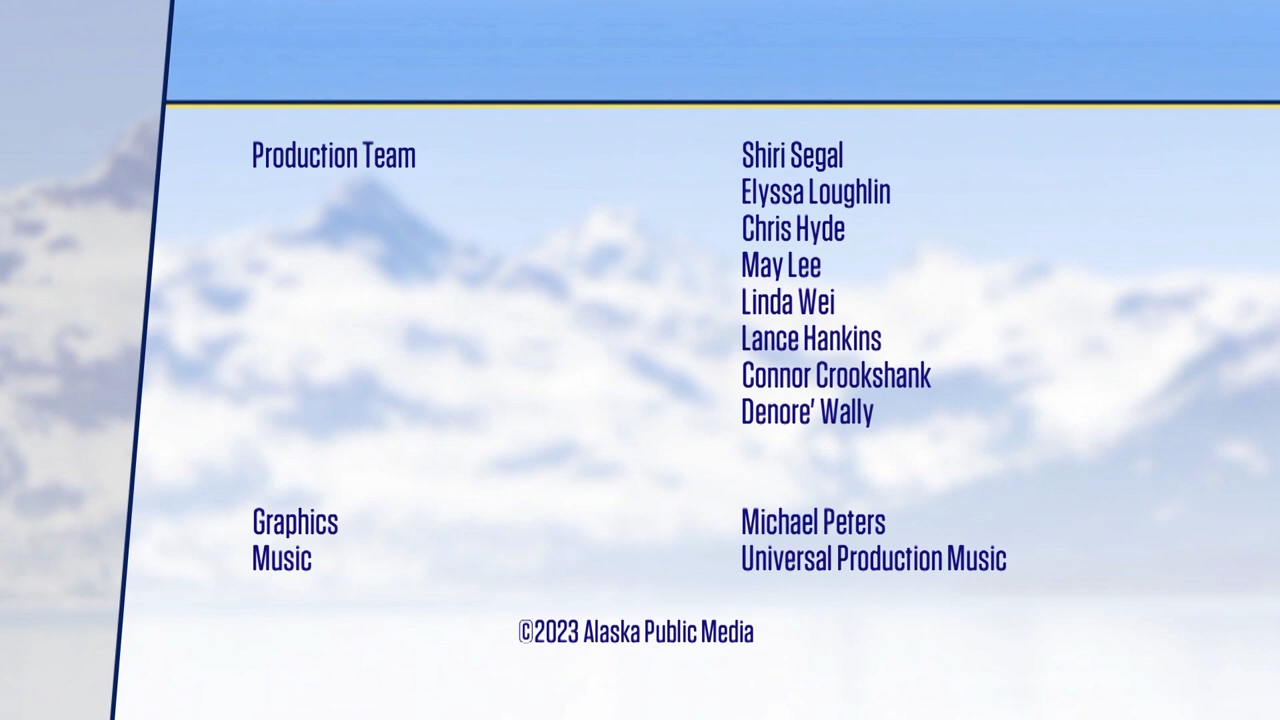 Production Team Shiri Segal
Elyssa Loughlin
Chris Hyde
May Lee
Linda Wei
Lance Hankins
Connor Crookshank
Denore' Wally
Graphics Michael Peters
Music Universal Production Music
©2023 Alaska Public Media